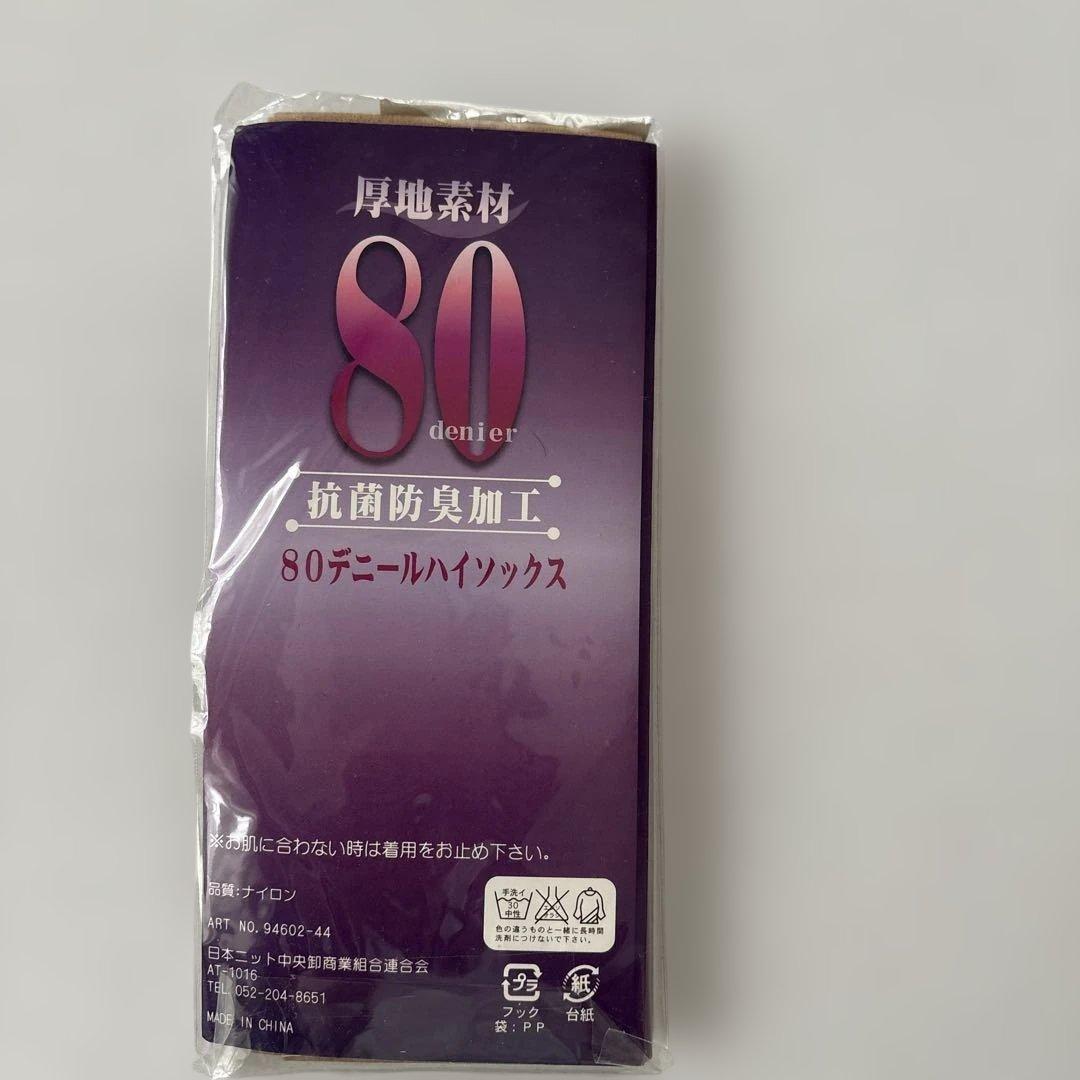 厚地素材
80
denier
抗菌防臭加工
80デニールハイソックス
※お肌に合わない時は着用をお止め下さい。
品質:ナイロン
ART NO.94602-44
日本ニット中央卸商業組合連合会
AT-1016
TEL.052-204-8651
MADE IN CHINA
手洗イ
30
中性
エンソ
サラシ
色の違うものと一緒に長時間
洗剤につけないで下さい。
プラ
フック
袋:PP
紙
台紙